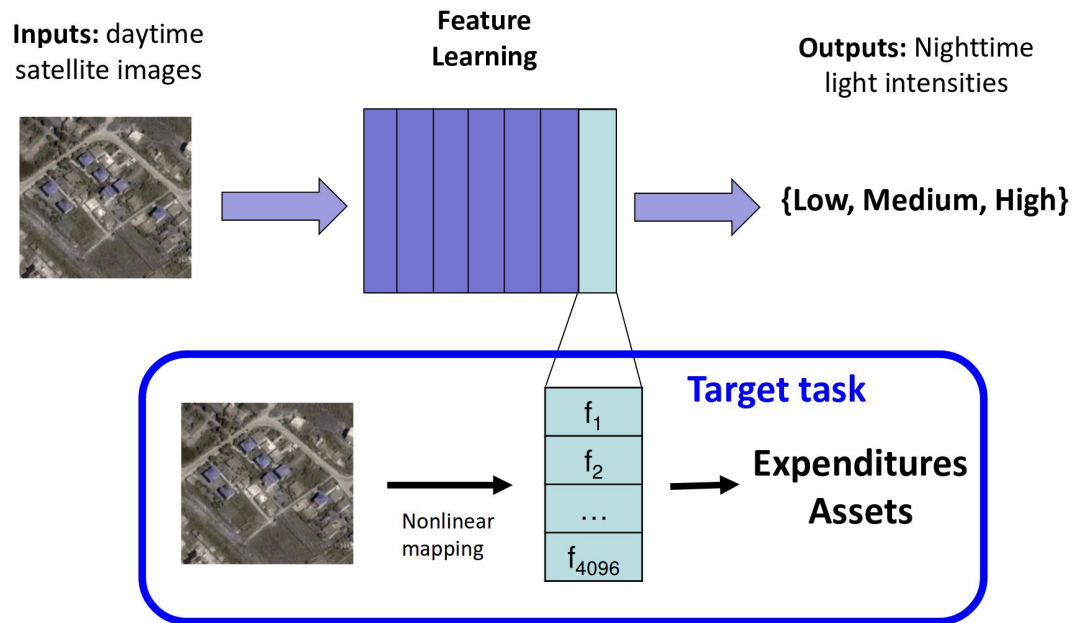 Inputs: daytime
satellite images
Feature
Learning
Outputs: Nighttime
light intensities
{Low, Medium, High}
Target task
f1
f2
...
f4096
Nonlinear
mapping
Expenditures
Assets